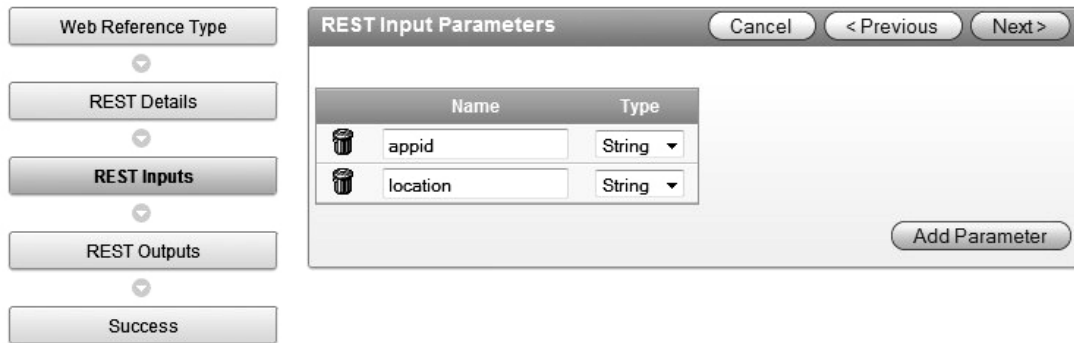 Web Reference Type
REST Details
REST Inputs
REST Outputs
Success
REST Input Parameters
Cancel
< Previous
Next >
Name Type
appid String
location String
Add Parameter